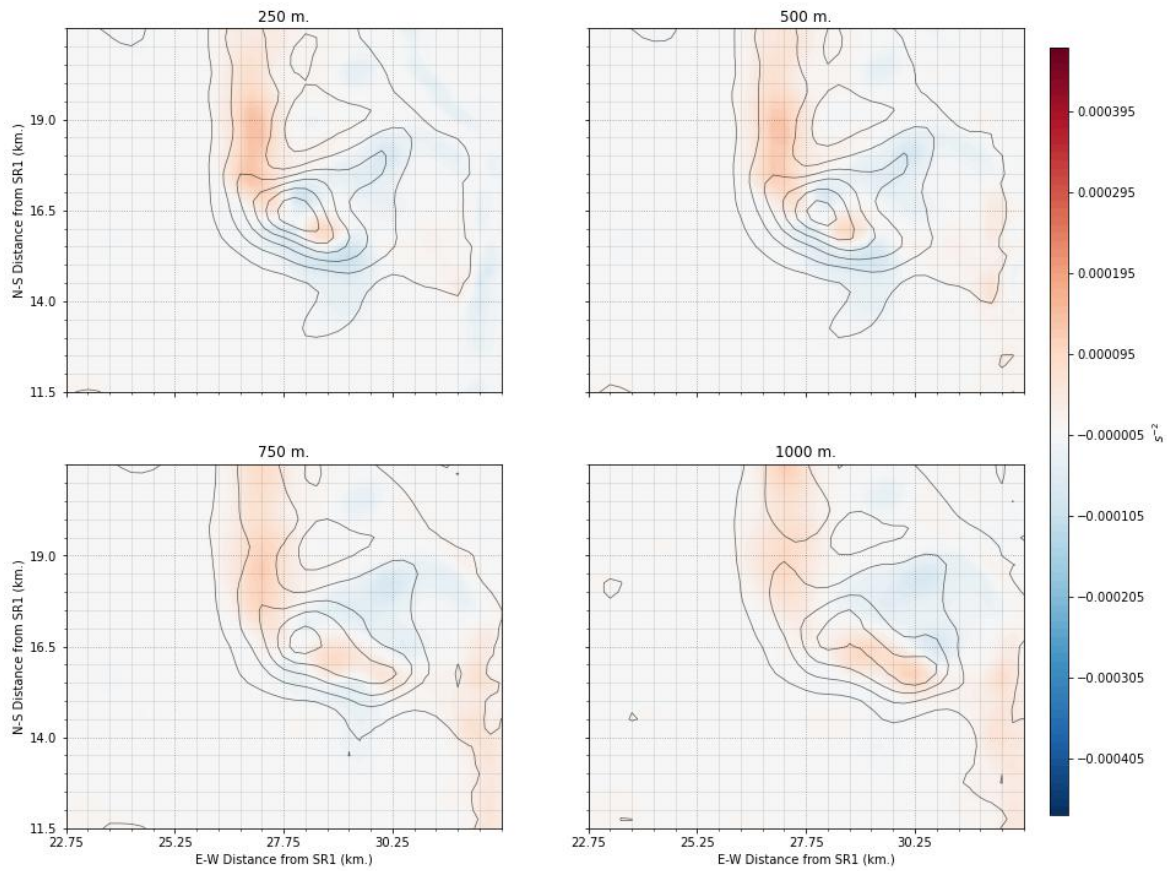 250 m.
500 m.
19.0
16.5
14.0
11.5
N-S Distance from SR1 (km.)
750 m.
1000 m.
19.0
16.5
14.0
11.5
N-S Distance from SR1 (km.)
22.75 25.25 27.75 30.25
E-W Distance from SR1 (km.)
22.75 25.25 27.75 30.25
E-W Distance from SR1 (km.)
0.000395
0.000295
0.000195
0.000095
−0.000005
−0.000105
−0.000205
−0.000305
−0.000405
s⁻²